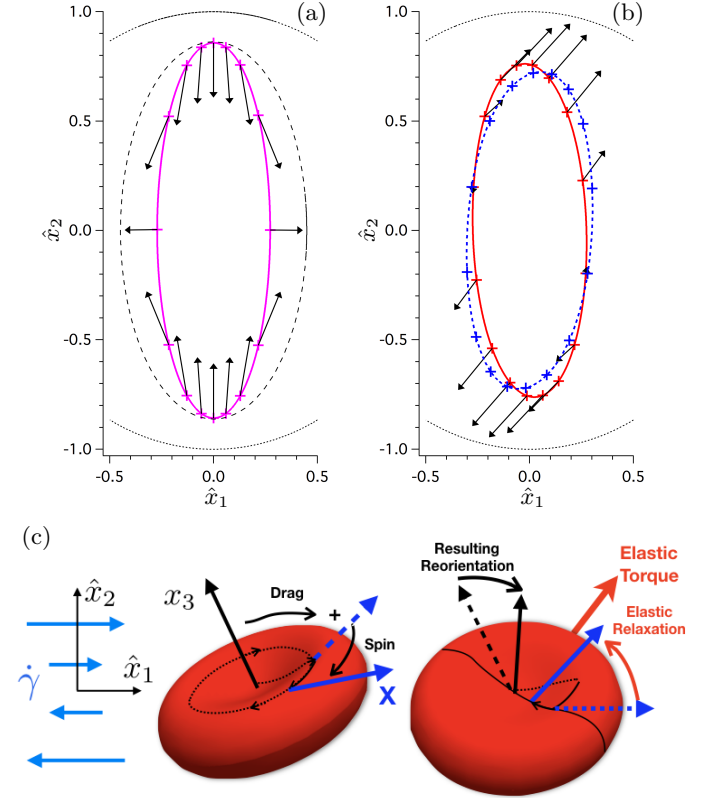 (a)
1.0
0.5
0.0
-0.5
-1.0
x̂2
-0.5
0.0
0.5
x̂1
(b)
1.0
0.5
0.0
-0.5
-1.0
x̂2
-0.5
0.0
0.5
x̂1
(c)
x̂2
x̂1
γ̇
x3
Drag
+
Spin
X
Resulting
Reorientation
Elastic
Torque
Elastic
Relaxation